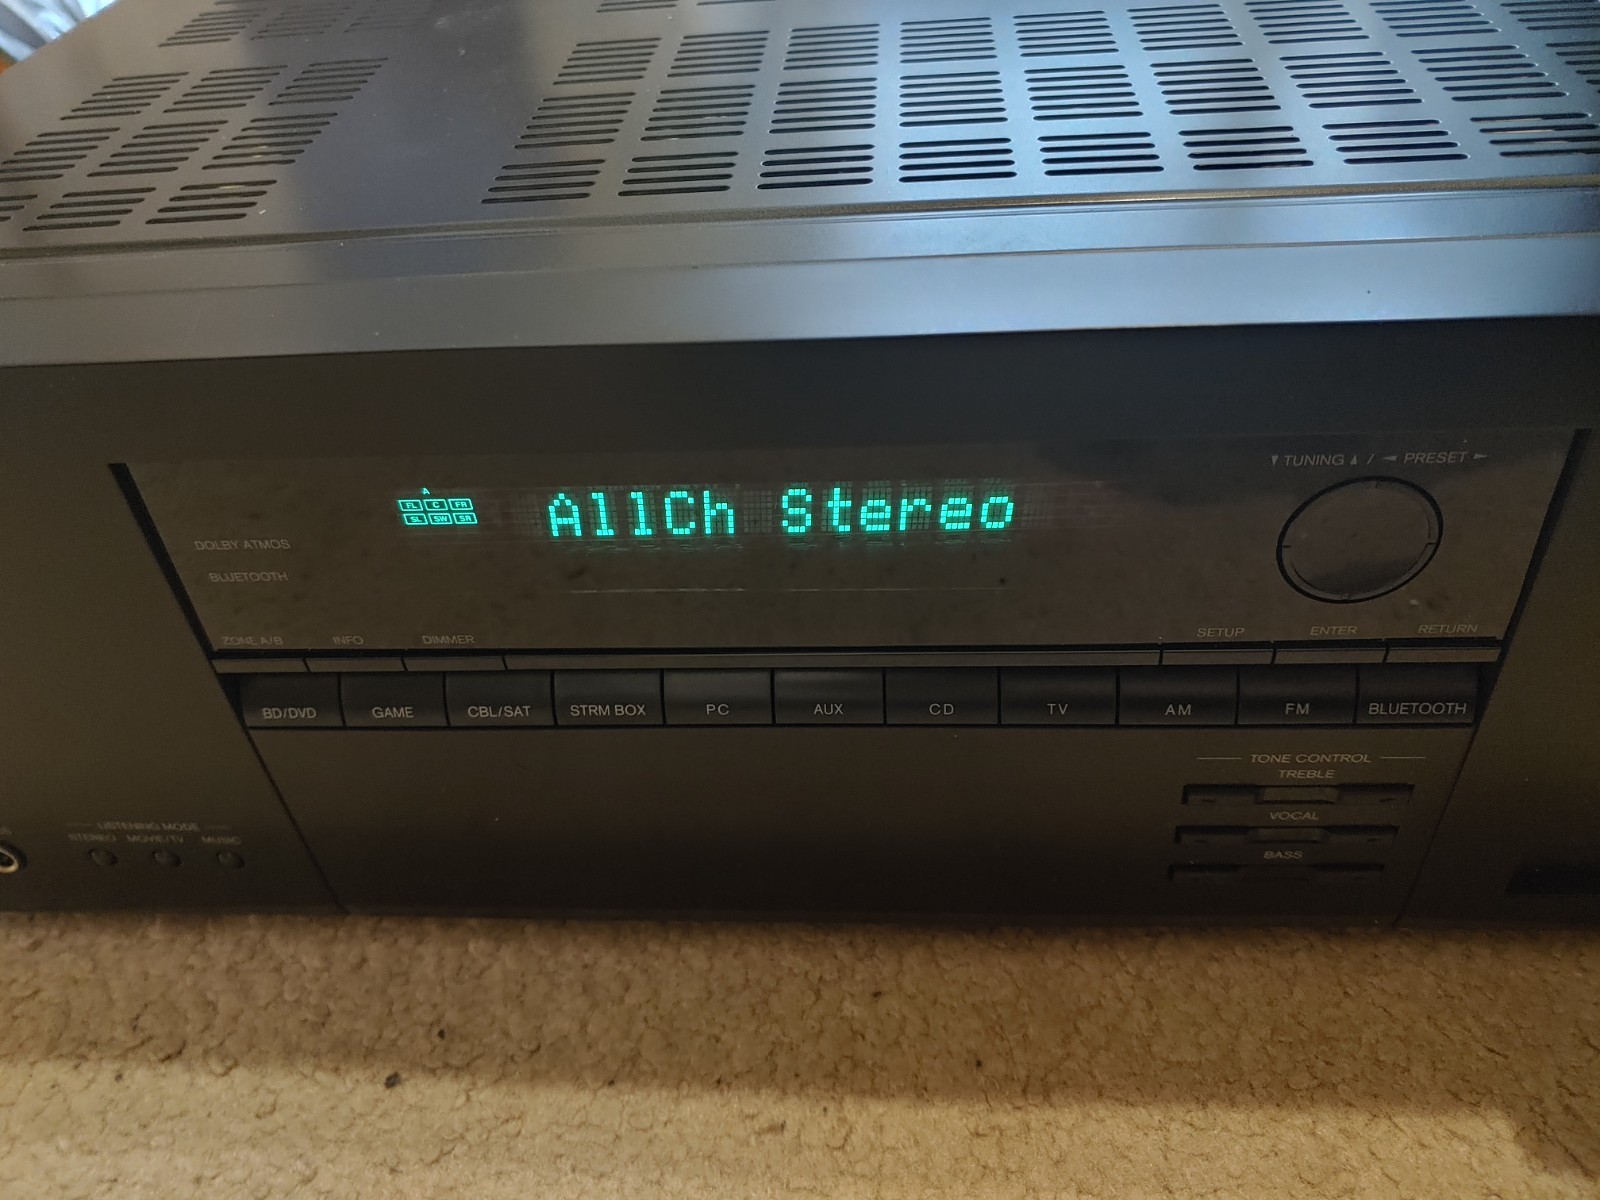 ▼ TUNING ▲ / ◄ PRESET ►
A
FL C FR
SL SW SR
AllCh Stereo
DOLBY ATMOS
BLUETOOTH
ZONE A/B INFO DIMMER SETUP ENTER RETURN
BD/DVD GAME CBL/SAT STRM BOX PC AUX CD TV AM FM BLUETOOTH
TONE CONTROL
TREBLE
VOCAL
BASS
LISTENING MODE
STEREO MOVIE/TV MUSIC